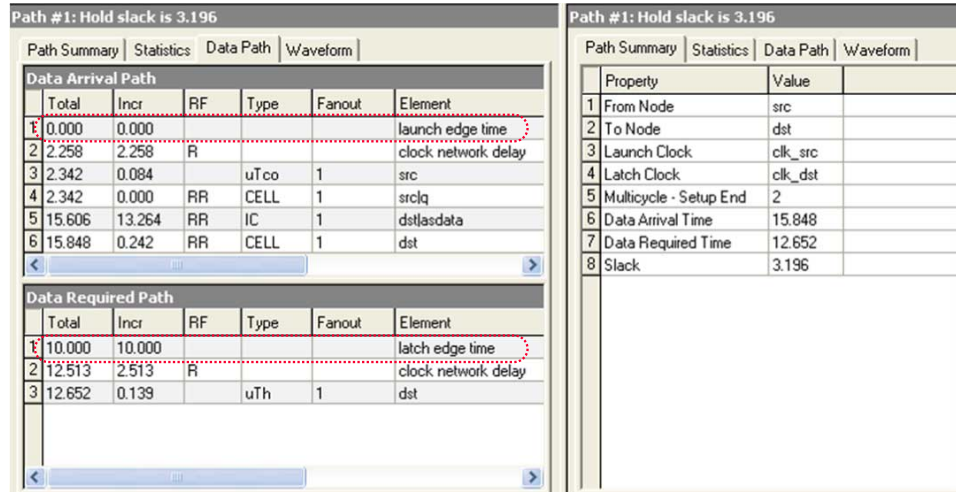 Path #1: Hold slack is 3.196
Path Summary Statistics Data Path Waveform
Data Arrival Path
Total Incr RF Type Fanout Element
1 0.000 0.000 launch edge time
2 2.258 2.258 R clock network delay
3 2.342 0.084 uTco 1 src
4 2.342 0.000 RR CELL 1 src|q
5 15.606 13.264 RR IC 1 dst|asdata
6 15.848 0.242 RR CELL 1 dst
Data Required Path
Total Incr RF Type Fanout Element
1 10.000 10.000 latch edge time
2 12.513 2.513 R clock network delay
3 12.652 0.139 uTh 1 dst
Path #1: Hold slack is 3.196
Path Summary Statistics Data Path Waveform
Property Value
1 From Node src
2 To Node dst
3 Launch Clock clk_src
4 Latch Clock clk_dst
5 Multicycle - Setup End 2
6 Data Arrival Time 15.848
7 Data Required Time 12.652
8 Slack 3.196